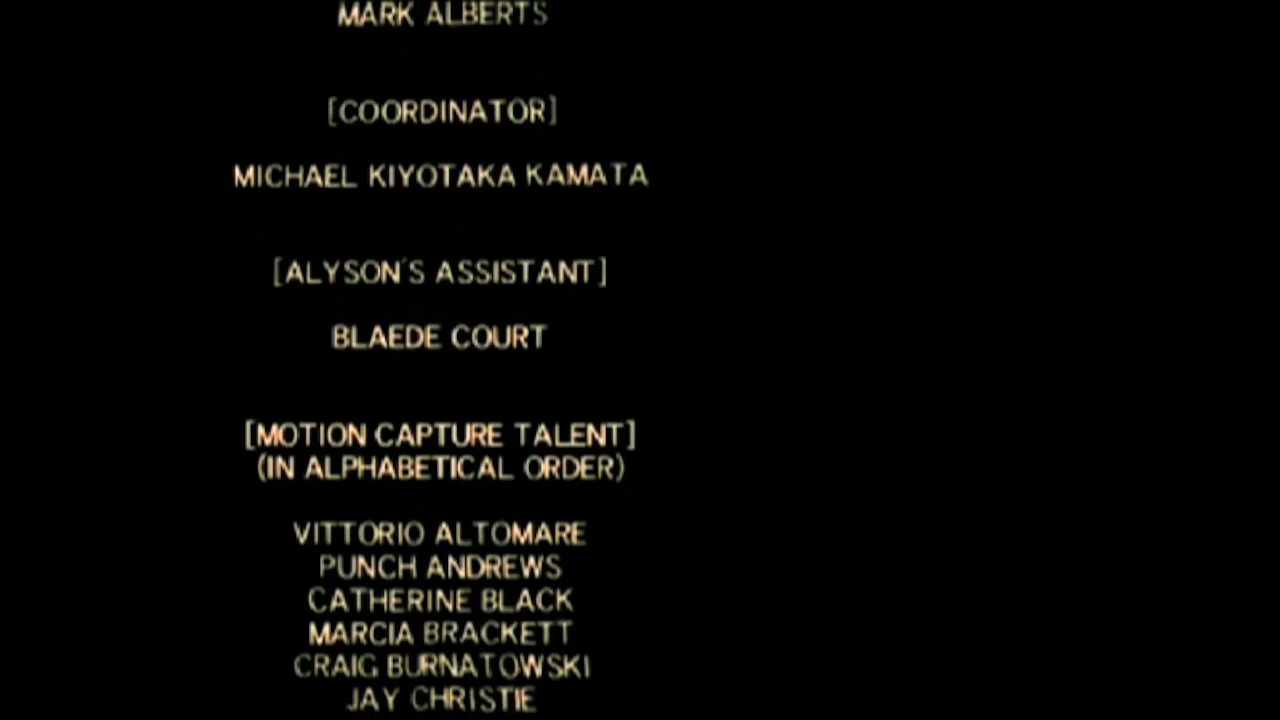 MARK ALBERTS
[COORDINATOR]
MICHAEL KIYOTAKA KAMATA
[ALYSON'S ASSISTANT]
BLAEDE COURT
[MOTION CAPTURE TALENT]
(IN ALPHABETICAL ORDER)
VITTORIO ALTOMARE
PUNCH ANDREWS
CATHERINE BLACK
MARCIA BRACKETT
CRAIG BURNATOWSKI
JAY CHRISTIE